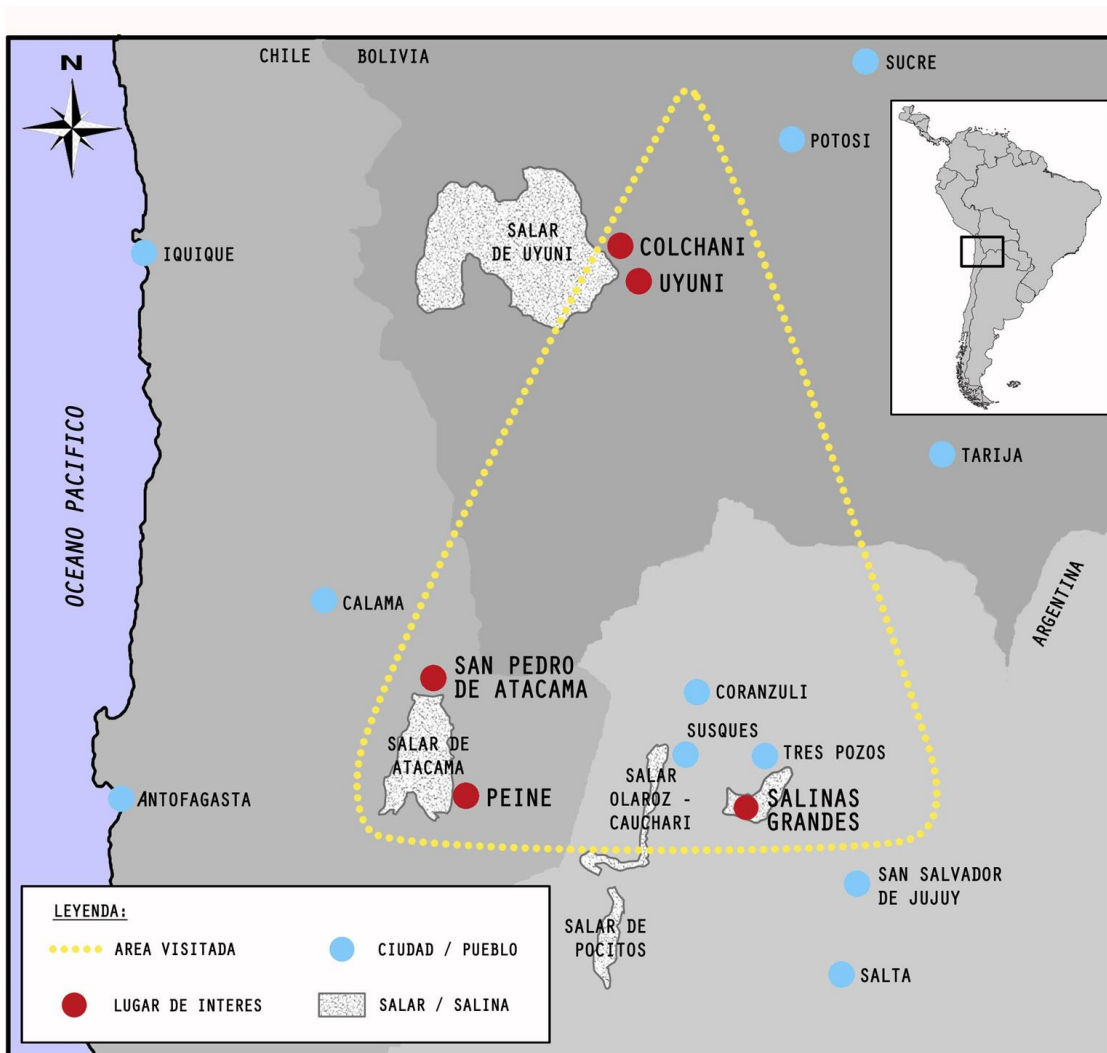 CHILE
BOLIVIA
SUCRE
N
POTOSI
SALAR
DE UYUNI
COLCHANI
UYUNI
IQUIQUE
OCEANO PACIFICO
TARIJA
ARGENTINA
CALAMA
SAN PEDRO
DE ATACAMA
CORANZULI
SUSQUES
TRES POZOS
SALAR DE
ATACAMA
SALAR
OLAROZ -
CAUCHARI
PEINE
SALINAS
GRANDES
ANTOFAGASTA
SAN SALVADOR
DE JUJUY
SALAR DE
POCITOS
SALTA
LEYENDA:
AREA VISITADA
CIUDAD / PUEBLO
LUGAR DE INTERES
SALAR / SALINA